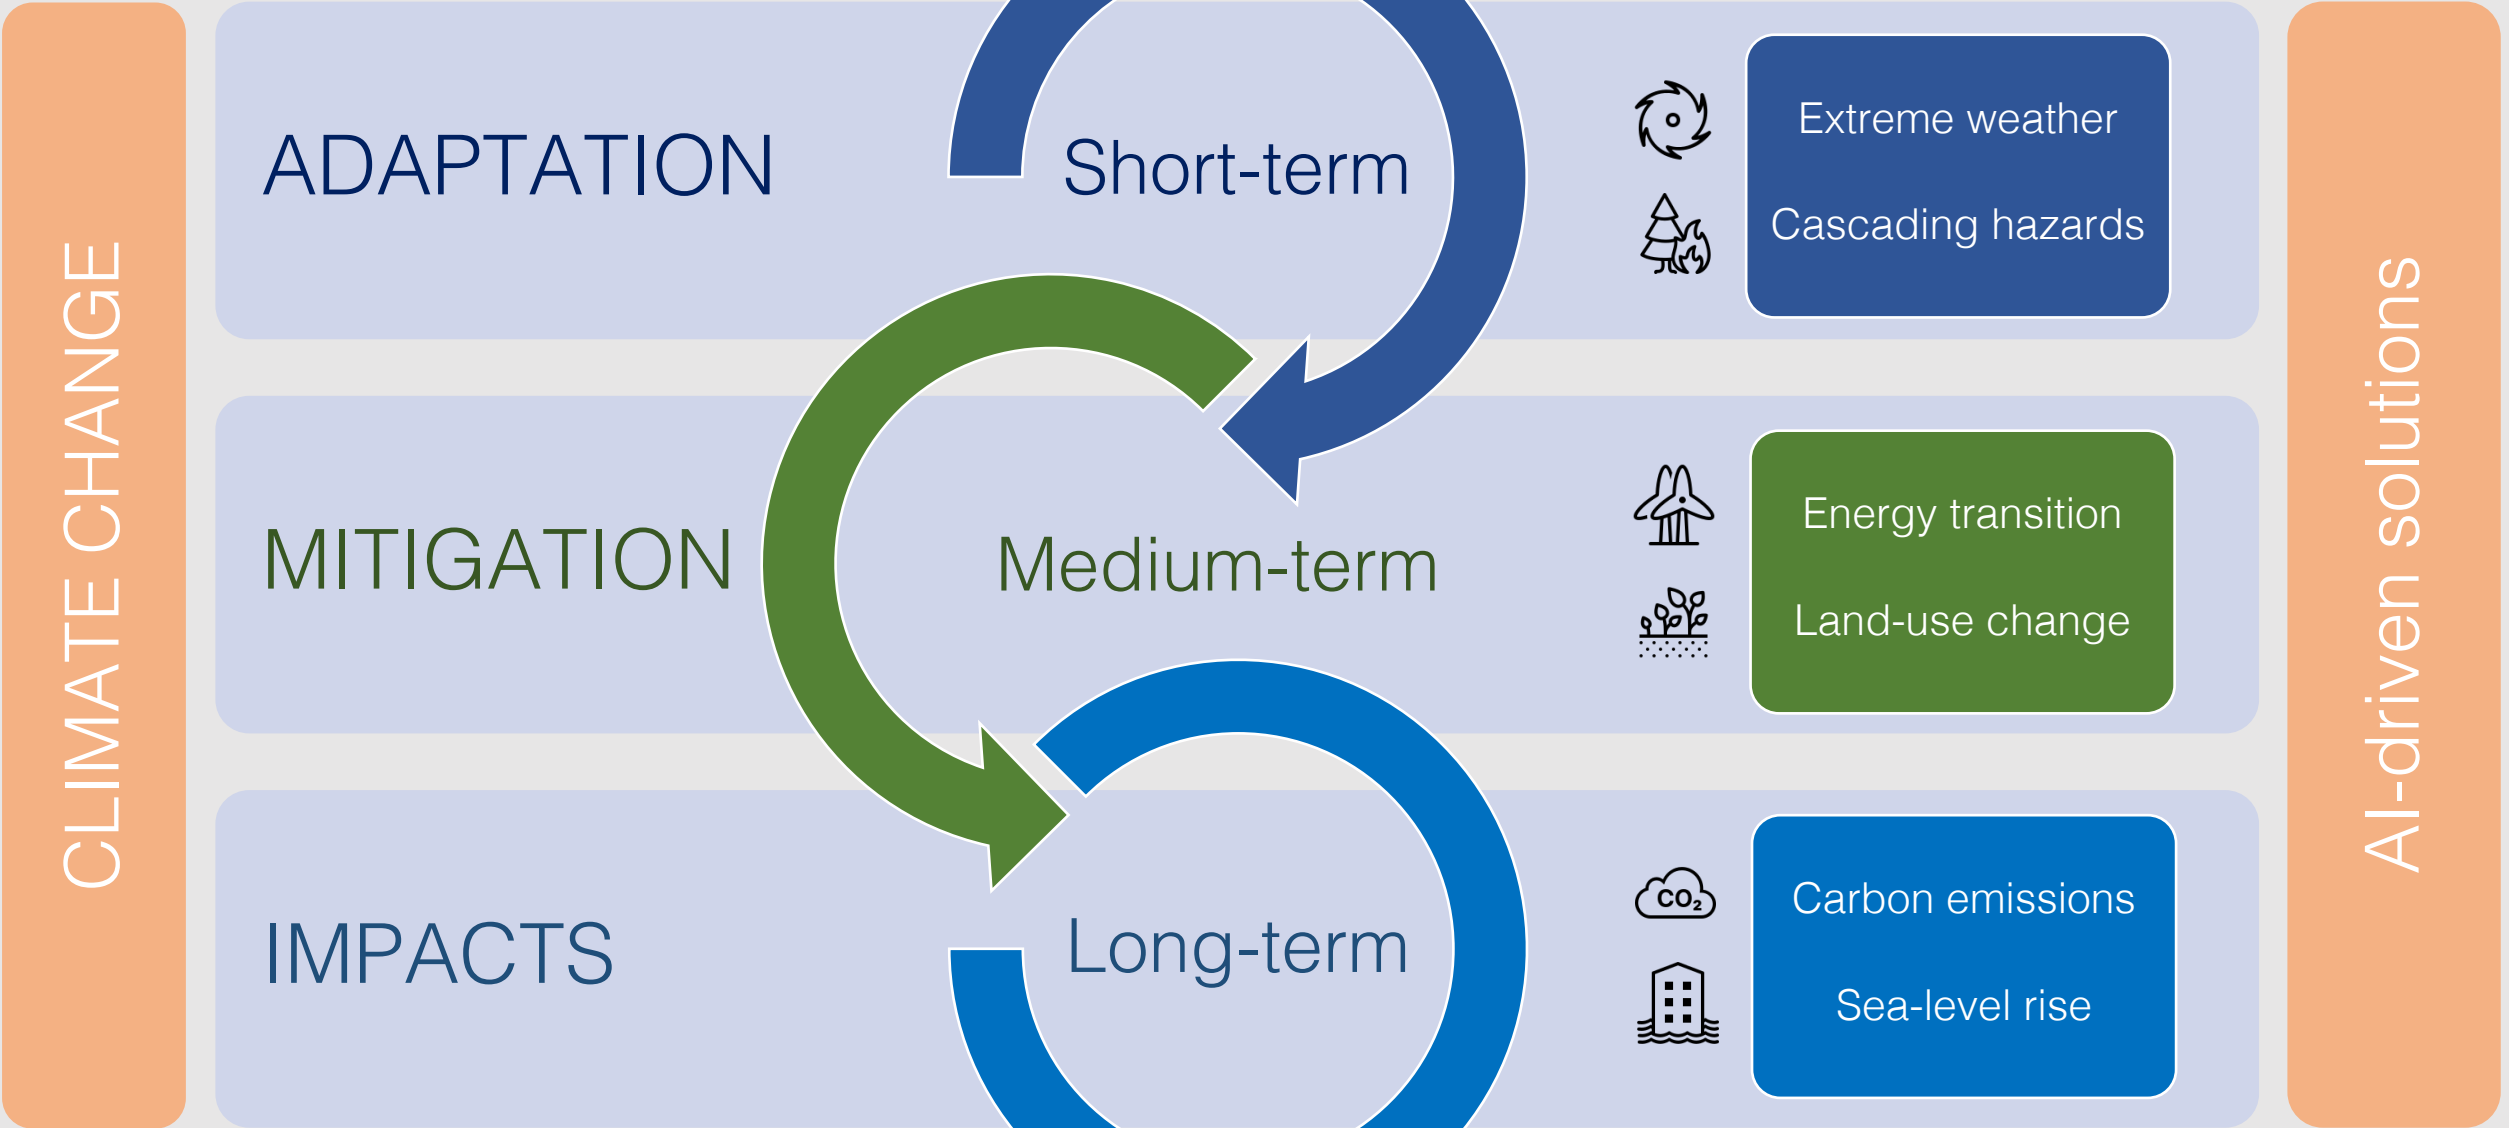 CLIMATE CHANGE
ADAPTATION
Short-term
Extreme weather
Cascading hazards
MITIGATION
Medium-term
Energy transition
Land-use change
IMPACTS
Long-term
CO₂
Carbon emissions
Sea-level rise
AI-driven solutions